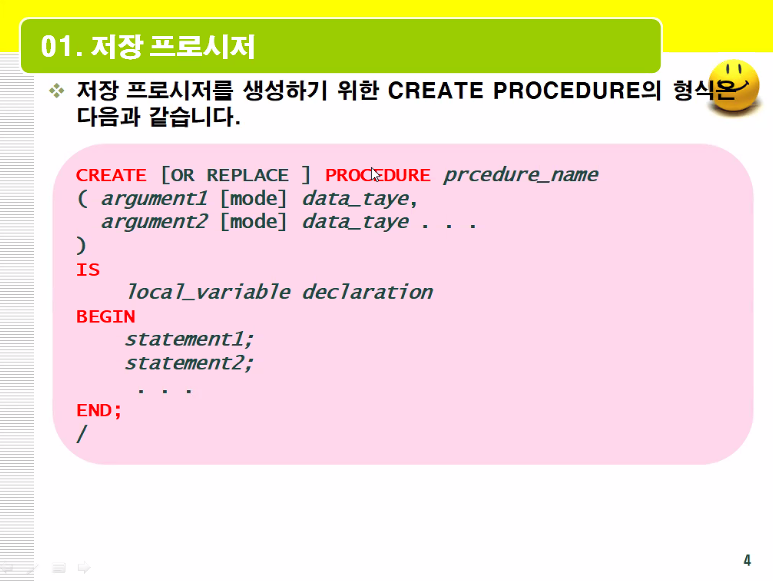 01. 저장 프로시저
저장 프로시저를 생성하기 위한 CREATE PROCEDURE의 형식은
다음과 같습니다.
CREATE [OR REPLACE ] PROCEDURE prcedure_name
( argument1 [mode] data_taye,
argument2 [mode] data_taye . . .
)
IS
local_variable declaration
BEGIN
statement1;
statement2;
. . .
END;
/
4